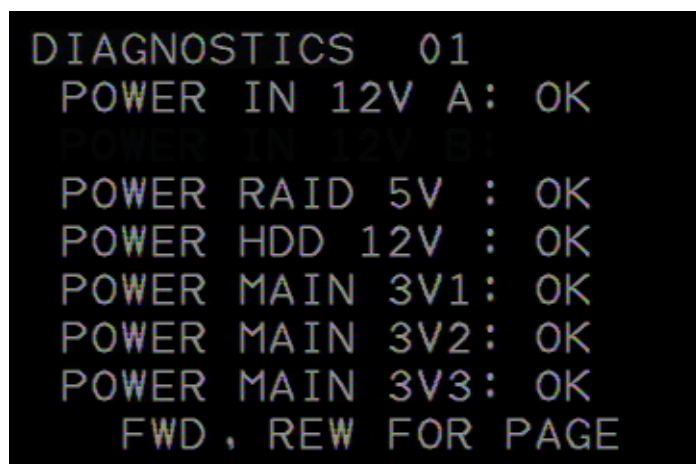 DIAGNOSTICS 01
POWER IN 12V A: OK
POWER IN 12V B:
POWER RAID 5V : OK
POWER HDD 12V : OK
POWER MAIN 3V1: OK
POWER MAIN 3V2: OK
POWER MAIN 3V3: OK
FWD, REW FOR PAGE